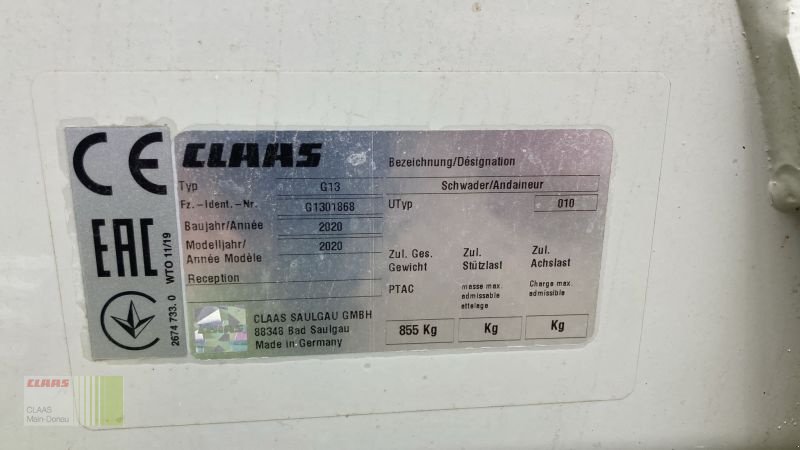 CE
EAC
2674 733. 0 WTO 11/19
CLAAS
Typ G13
Fz.-Ident.-Nr. G1301868
Baujahr/Année 2020
Modelljahr/
Année Modèle 2020
Reception
CLAAS
CLAAS SAULGAU GMBH
88348 Bad Saulgau
Made in Germany
Bezeichnung/Désignation
Schwader/Andaineur
UTyp 010
Zul. Ges.
Gewicht
PTAC
855 Kg
Zul.
Stützlast
masse max.
admissable
attelage
Kg
Zul.
Achslast
Charge max.
admissible
Kg
CLAAS
CLAAS
Main-Donau